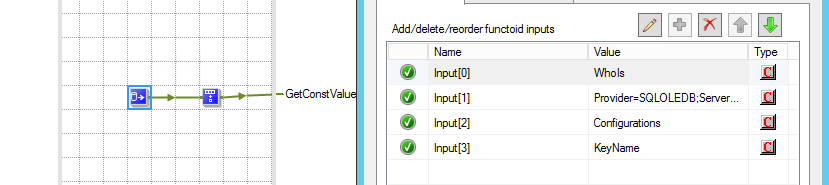 Add/delete/reorder functoid inputs
Name Value Type
Input[0] WhoIs C
GetConstValue Input[1] Provider=SQLOLEDB;Server... C
Input[2] Configurations C
Input[3] KeyName C